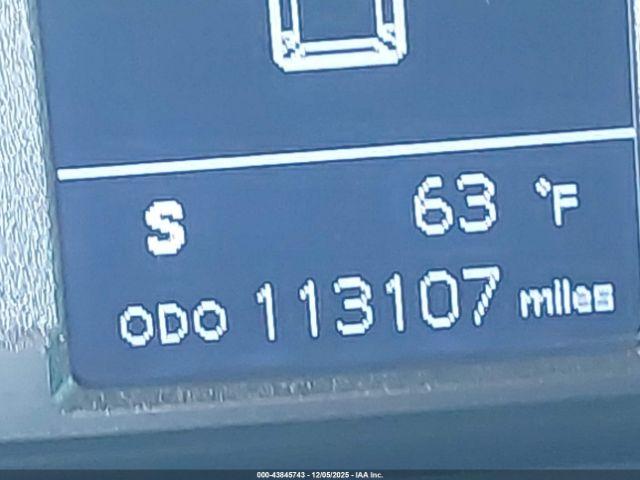 S 63 °F
ODO 113107 miles
000-43845743 - 12/05/2025 - IAA Inc.